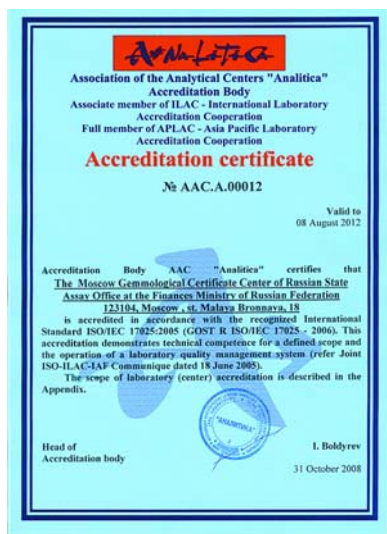 AnALiTiCa
Association of the Analytical Centers "Analitica"
Accreditation Body
Associate member of ILAC - International Laboratory
Accreditation Cooperation
Full member of APLAC - Asia Pacific Laboratory
Accreditation Cooperation
Accreditation certificate
№ AAC.A.00012
Valid to
08 August 2012
Accreditation Body AAC "Analitica" certifies that
The Moscow Gemmological Certificate Center of Russian State
Assay Office at the Finances Ministry of Russian Federation
123104, Moscow, st. Malaya Bronnaya, 18
is accredited in accordance with the recognized International
Standard ISO/IEC 17025:2005 (GOST R ISO/IEC 17025 - 2006). This
accreditation demonstrates technical competence for a defined scope and
the operation of a laboratory quality management system (refer Joint
ISO-ILAC-IAF Communique dated 18 June 2005).
The scope of laboratory (center) accreditation is described in the
Appendix.
"АНАЛИТИКА"
Head of
Accreditation body
I. Boldyrev
31 October 2008